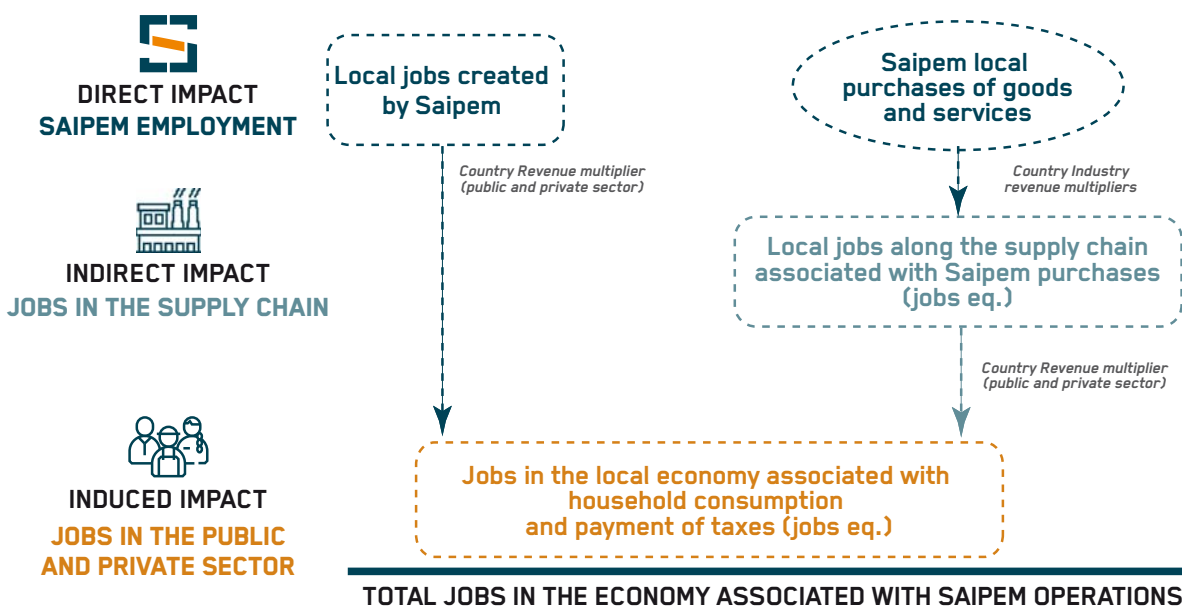 DIRECT IMPACT
SAIPEM EMPLOYMENT
Local jobs created
by Saipem
Saipem local
purchases of goods
and services
Country Revenue multiplier
(public and private sector)
Country Industry
revenue multipliers
INDIRECT IMPACT
JOBS IN THE SUPPLY CHAIN
Local jobs along the supply chain
associated with Saipem purchases
(jobs eq.)
Country Revenue multiplier
(public and private sector)
INDUCED IMPACT
JOBS IN THE PUBLIC
AND PRIVATE SECTOR
Jobs in the local economy associated with
household consumption
and payment of taxes (jobs eq.)
TOTAL JOBS IN THE ECONOMY ASSOCIATED WITH SAIPEM OPERATIONS